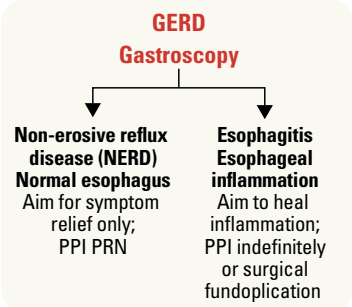 GERD
Gastroscopy
Non-erosive reflux
disease (NERD)
Normal esophagus
Aim for symptom
relief only;
PPI PRN
Esophagitis
Esophageal
inflammation
Aim to heal
inflammation;
PPI indefinitely
or surgical
fundoplication